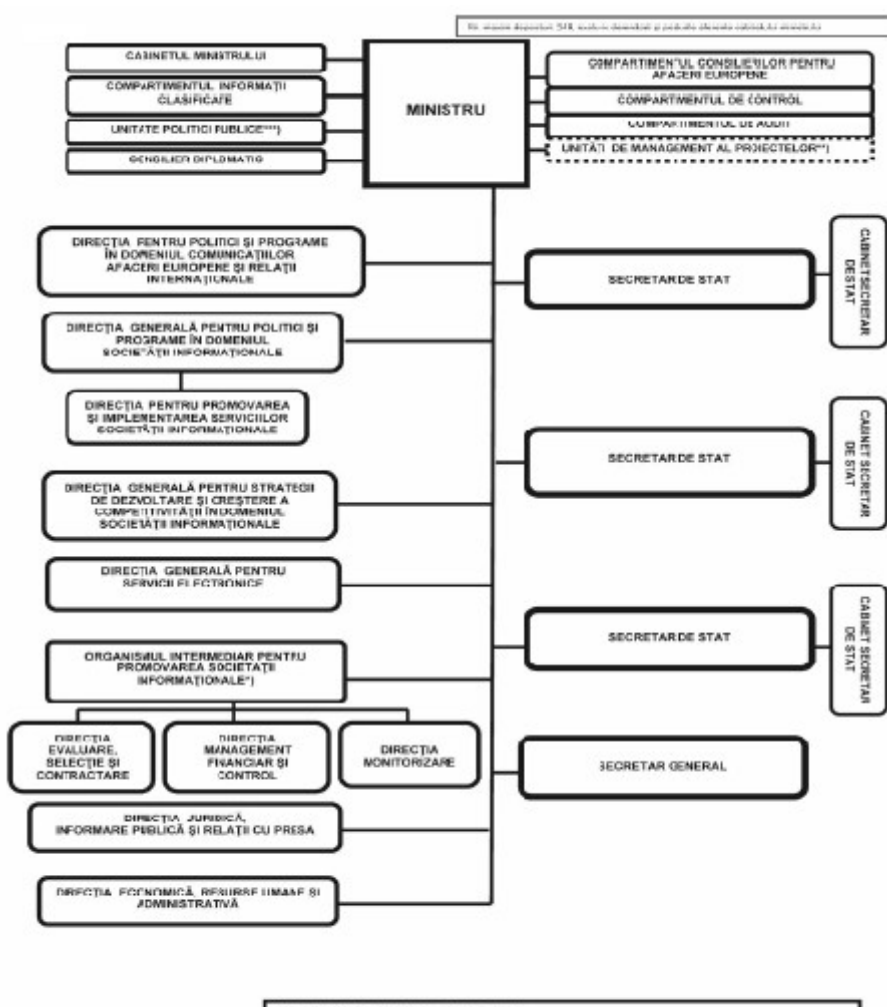 CABINETUL MINISTRULUI
COMPARTIMENTUL INFORMAȚII
CLASIFICATE
UNITATE POLITICI PUBLICE***)
CONSILIER DIPLOMATIC
MINISTRU
COMPARTIMENTUL CONSILIERILOR PENTRU
AFACERI EUROPENE
COMPARTIMENTUL DE CONTROL
COMPARTIMENTUL DE AUDIT
UNITĂȚI DE MANAGEMENT AL PROIECTELOR**)
DIRECȚIA PENTRU POLITICI ȘI PROGRAME
ÎN DOMENIUL COMUNICAȚIILOR
AFACERI EUROPENE ȘI RELAȚII
INTERNAȚIONALE
SECRETAR DE STAT
CABINET SECRETAR
DE STAT
DIRECȚIA GENERALĂ PENTRU POLITICI ȘI
PROGRAME ÎN DOMENIUL
SOCIETĂȚII INFORMAȚIONALE
DIRECȚIA PENTRU PROMOVAREA
ȘI IMPLEMENTAREA SERVICIILOR
SOCIETĂȚII INFORMAȚIONALE
SECRETAR DE STAT
CABINET SECRETAR
DE STAT
DIRECȚIA GENERALĂ PENTRU STRATEGII
DE DEZVOLTARE ȘI CREȘTERE A
COMPETITIVITĂȚII ÎN DOMENIUL
SOCIETĂȚII INFORMAȚIONALE
DIRECȚIA GENERALĂ PENTRU
SERVICII ELECTRONICE
SECRETAR DE STAT
CABINET SECRETAR
DE STAT
ORGANISMUL INTERMEDIAR PENTRU
PROMOVAREA SOCIETĂȚII
INFORMAȚIONALE*)
DIRECȚIA
EVALUARE,
SELECȚIE ȘI
CONTRACTARE
DIRECȚIA
MANAGEMENT
FINANCIAR ȘI
CONTROL
DIRECȚIA
MONITORIZARE
SECRETAR GENERAL
DIRECȚIA JURIDICĂ,
INFORMARE PUBLICĂ ȘI RELAȚII CU PRESA
DIRECȚIA ECONOMICĂ, RESURSE UMANE ȘI
ADMINISTRATIVĂ